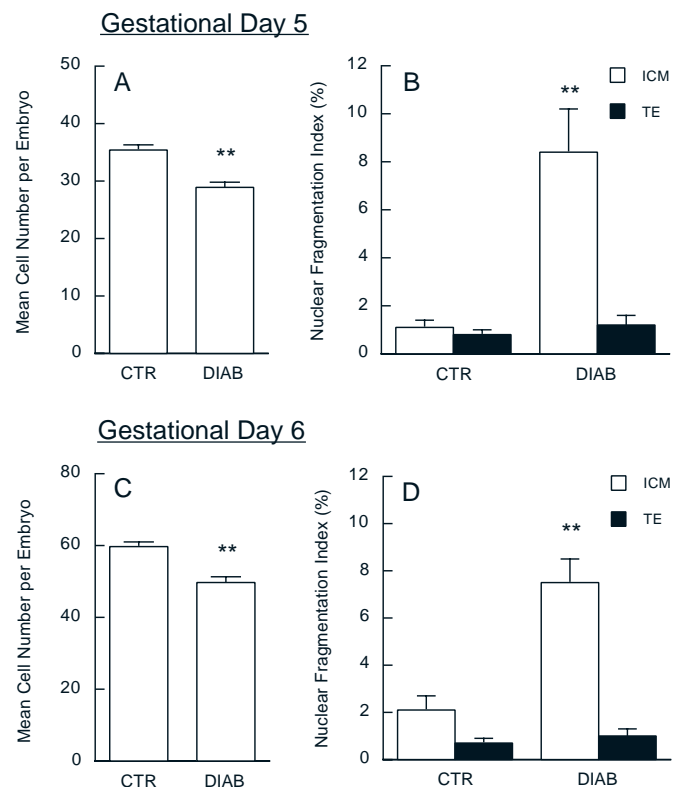 Gestational Day 5
A
Mean Cell Number per Embryo
50
40
30
20
10
0
**
CTR
DIAB
B
Nuclear Fragmentation Index (%)
12
10
8
6
4
2
0
**
ICM
TE
CTR
DIAB
Gestational Day 6
C
Mean Cell Number per Embryo
80
60
40
20
0
**
CTR
DIAB
D
Nuclear Fragmentation Index (%)
12
10
8
6
4
2
0
**
ICM
TE
CTR
DIAB